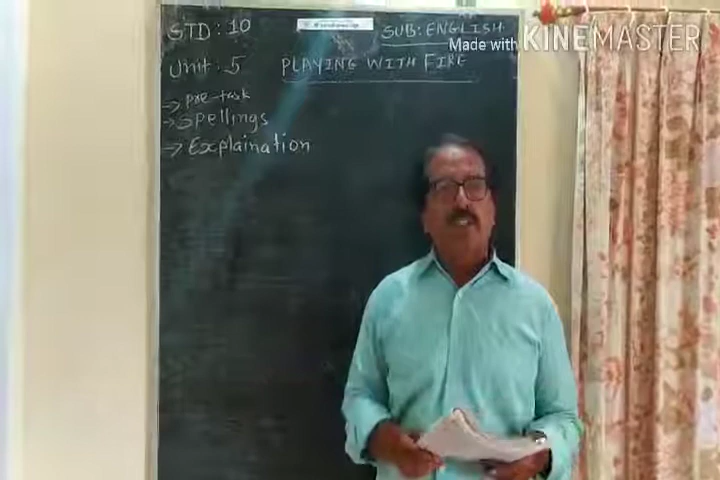 STD: 10
SUB: ENGLISH
Made with KINEMASTER
Unit: 5 PLAYING WITH FIRE
→ Pre-task
→ Spellings
→ Explaination